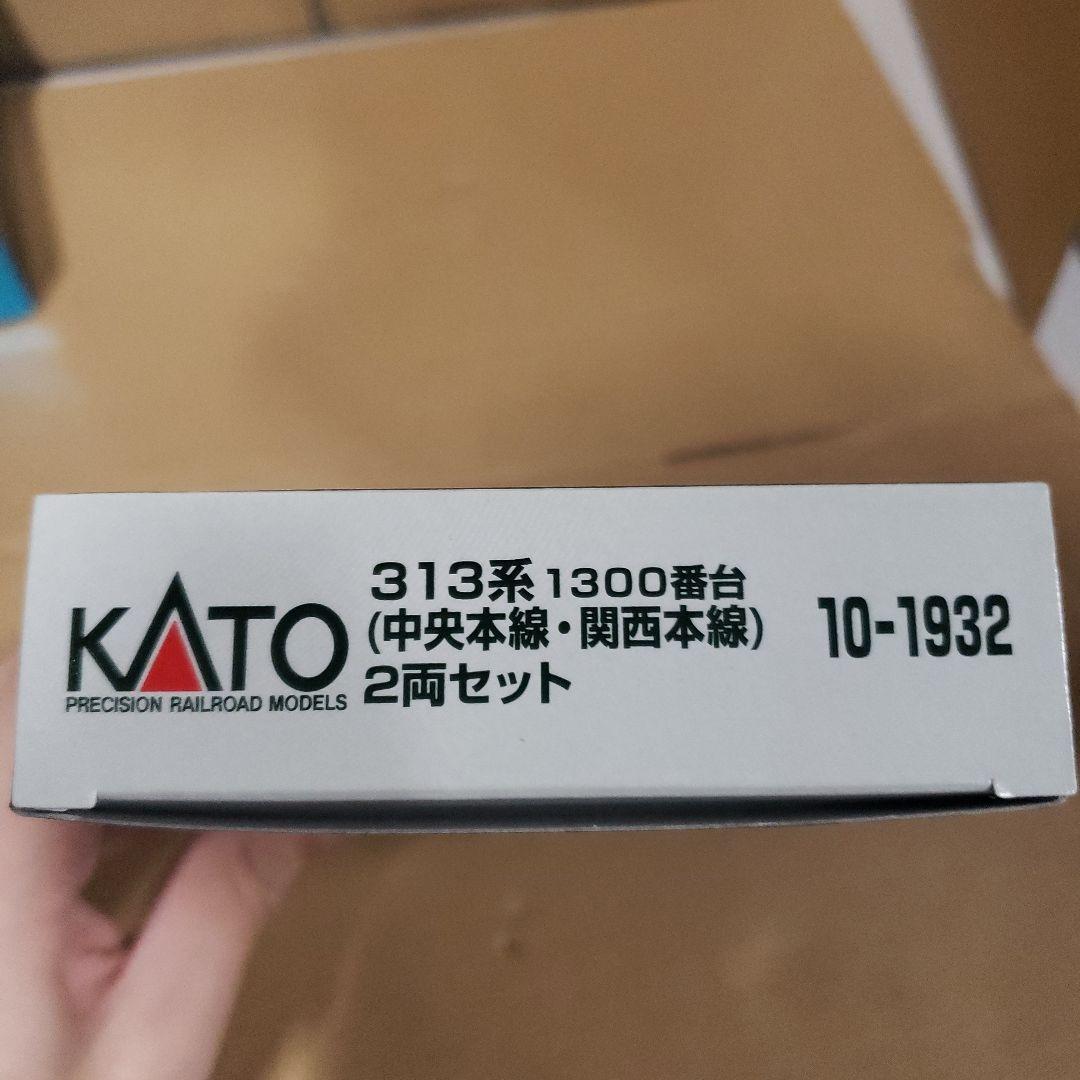 KATO
PRECISION RAILROAD MODELS
313系 1300番台
(中央本線・関西本線)
2両セット
10-1932